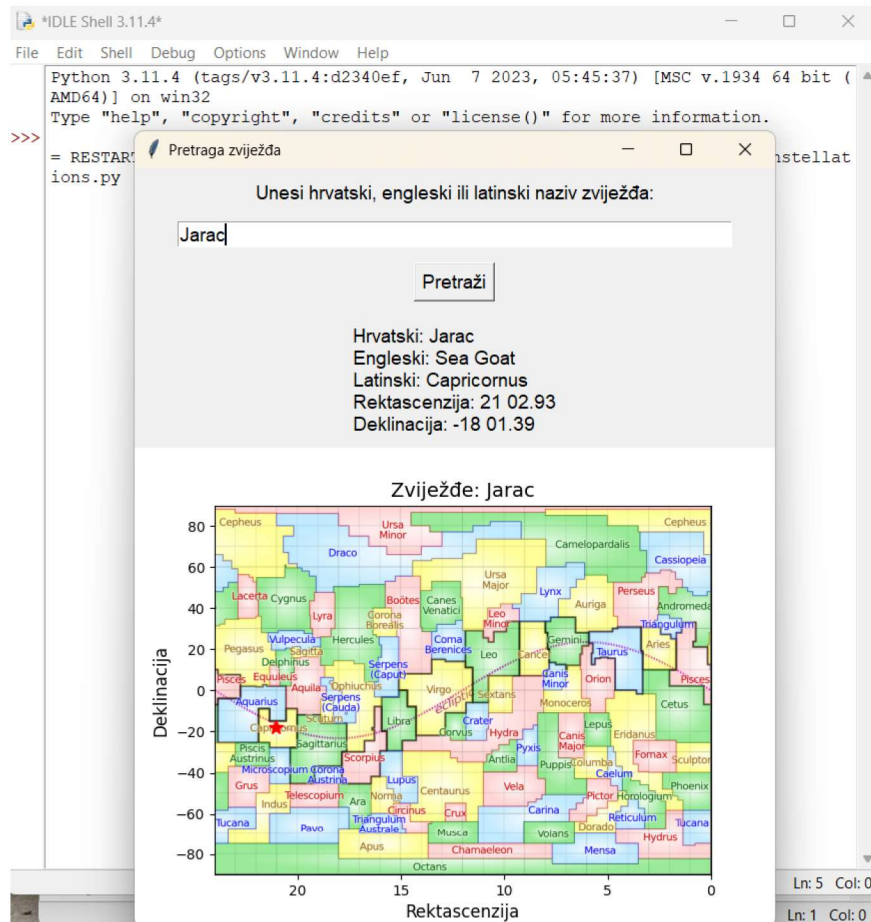 *IDLE Shell 3.11.4*
File Edit Shell Debug Options Window Help
Python 3.11.4 (tags/v3.11.4:d2340ef, Jun  7 2023, 05:45:37) [MSC v.1934 64 bit (
AMD64)] on win32
Type "help", "copyright", "credits" or "license()" for more information.
>>>
= RESTART
nstellat
ions.py
Pretraga zviježđa
Unesi hrvatski, engleski ili latinski naziv zviježđa:
Jarac
Pretraži
Hrvatski: Jarac
Engleski: Sea Goat
Latinski: Capricornus
Rektascenzija: 21 02.93
Deklinacija: -18 01.39
Zviježđe: Jarac
Deklinacija
80
60
40
20
0
−20
−40
−60
−80
Cepheus
Ursa
Minor
Cepheus
Draco
Camelopardalis
Cassiopeia
Ursa
Major
Lynx
Perseus
Lacerta
Cygnus
Lyra
Boötes
Canes
Venatici
Leo
Minor
Auriga
Andromeda
Corona
Borealis
Triangulum
Vulpecula
Hercules
Coma
Berenices
Gemini
Taurus
Aries
Pegasus
Sagitta
Delphinus
Serpens
(Caput)
Leo
Cancer
Pisces
Equuleus
Aquila
Ophiuchus
Serpens
(Cauda)
Virgo
ecliptic
Sextans
Canis
Minor
Orion
Pisces
Aquarius
Scutum
Libra
Crater
Monoceros
Cetus
Capricornus
Sagittarius
Corvus
Hydra
Pyxis
Canis
Major
Lepus
Eridanus
Piscis
Austrinus
Scorpius
Antlia
Puppis
Columba
Fornax
Sculptor
Microscopium
Corona
Austrina
Lupus
Centaurus
Caelum
Grus
Telescopium
Norma
Vela
Pictor
Horologium
Phoenix
Indus
Ara
Circinus
Crux
Carina
Reticulum
Tucana
Pavo
Triangulum
Australe
Musca
Volans
Dorado
Hydrus
Tucana
Apus
Chamaeleon
Mensa
Octans
20
15
10
5
0
Rektascenzija
Ln: 5 Col: 0
Ln: 1 Col: 0